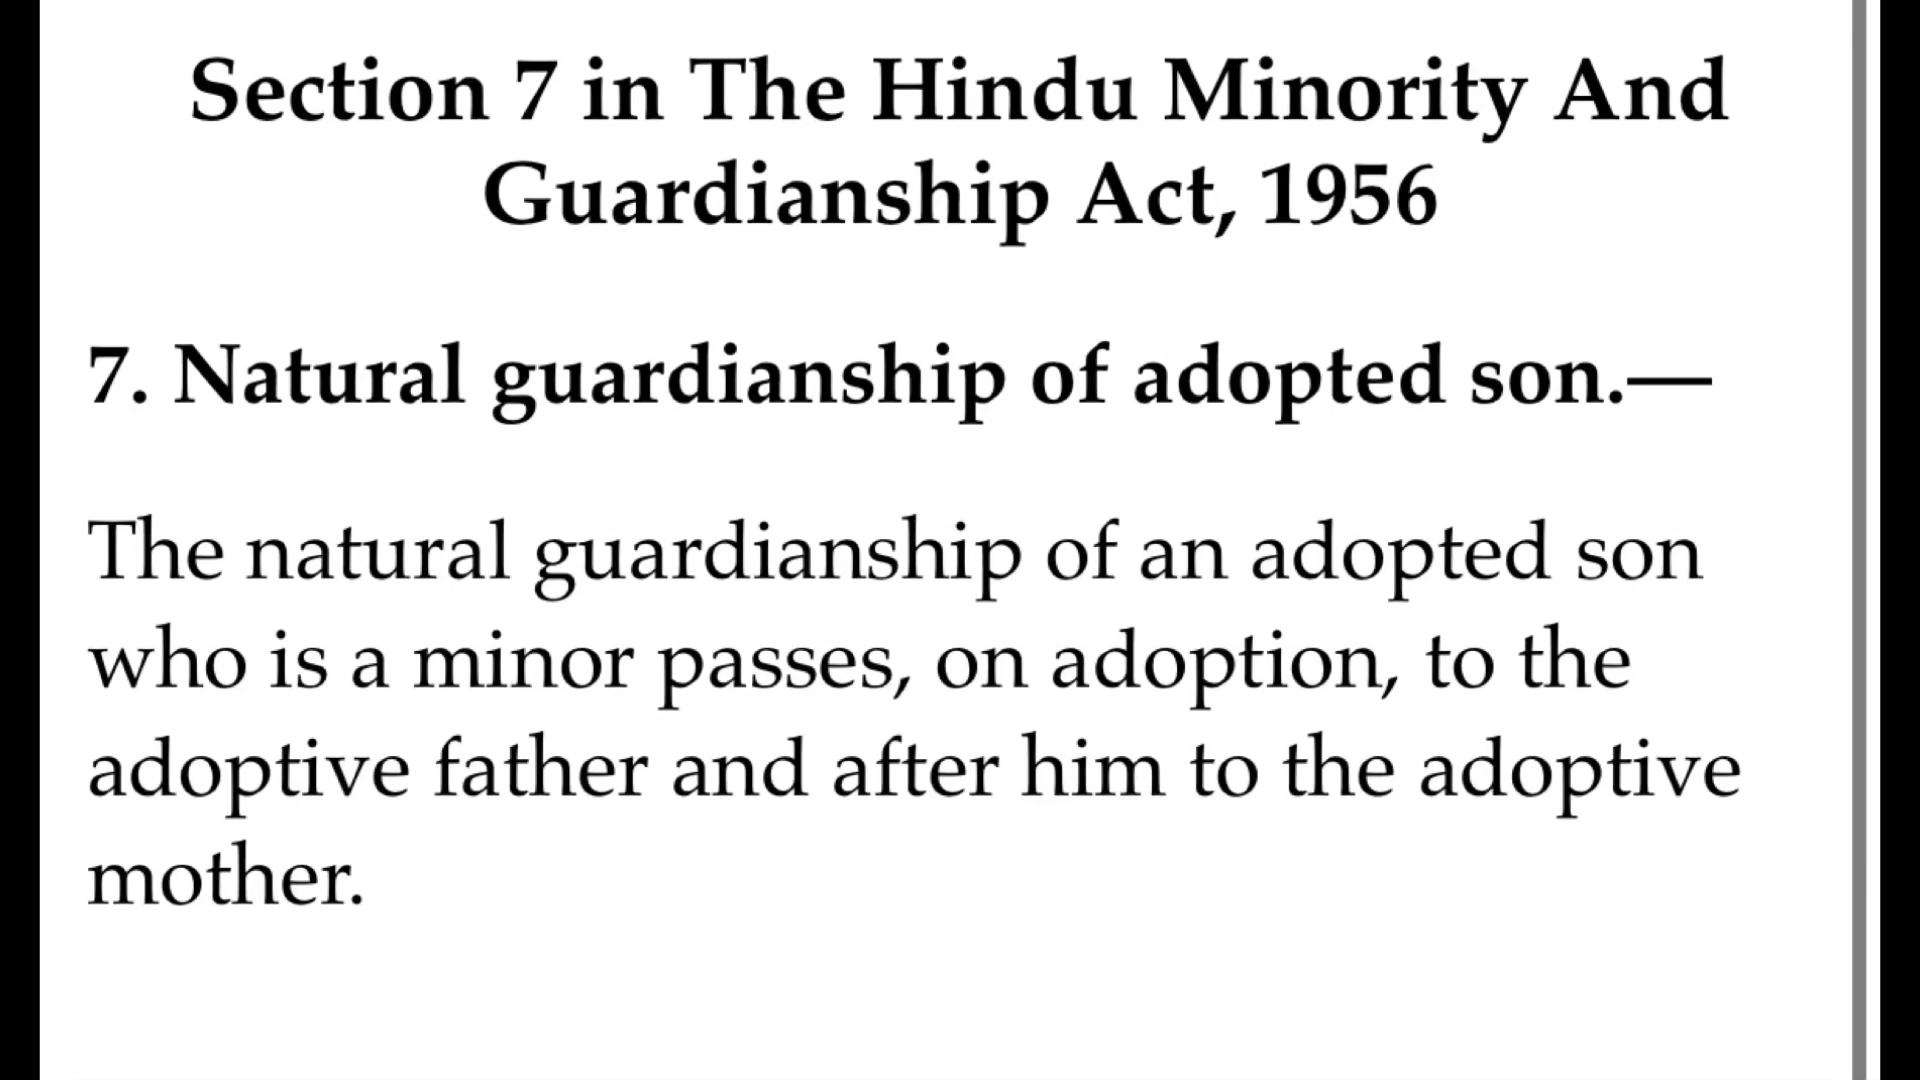 Section 7 in The Hindu Minority And
Guardianship Act, 1956
7. Natural guardianship of adopted son.—
The natural guardianship of an adopted son
who is a minor passes, on adoption, to the
adoptive father and after him to the adoptive
mother.